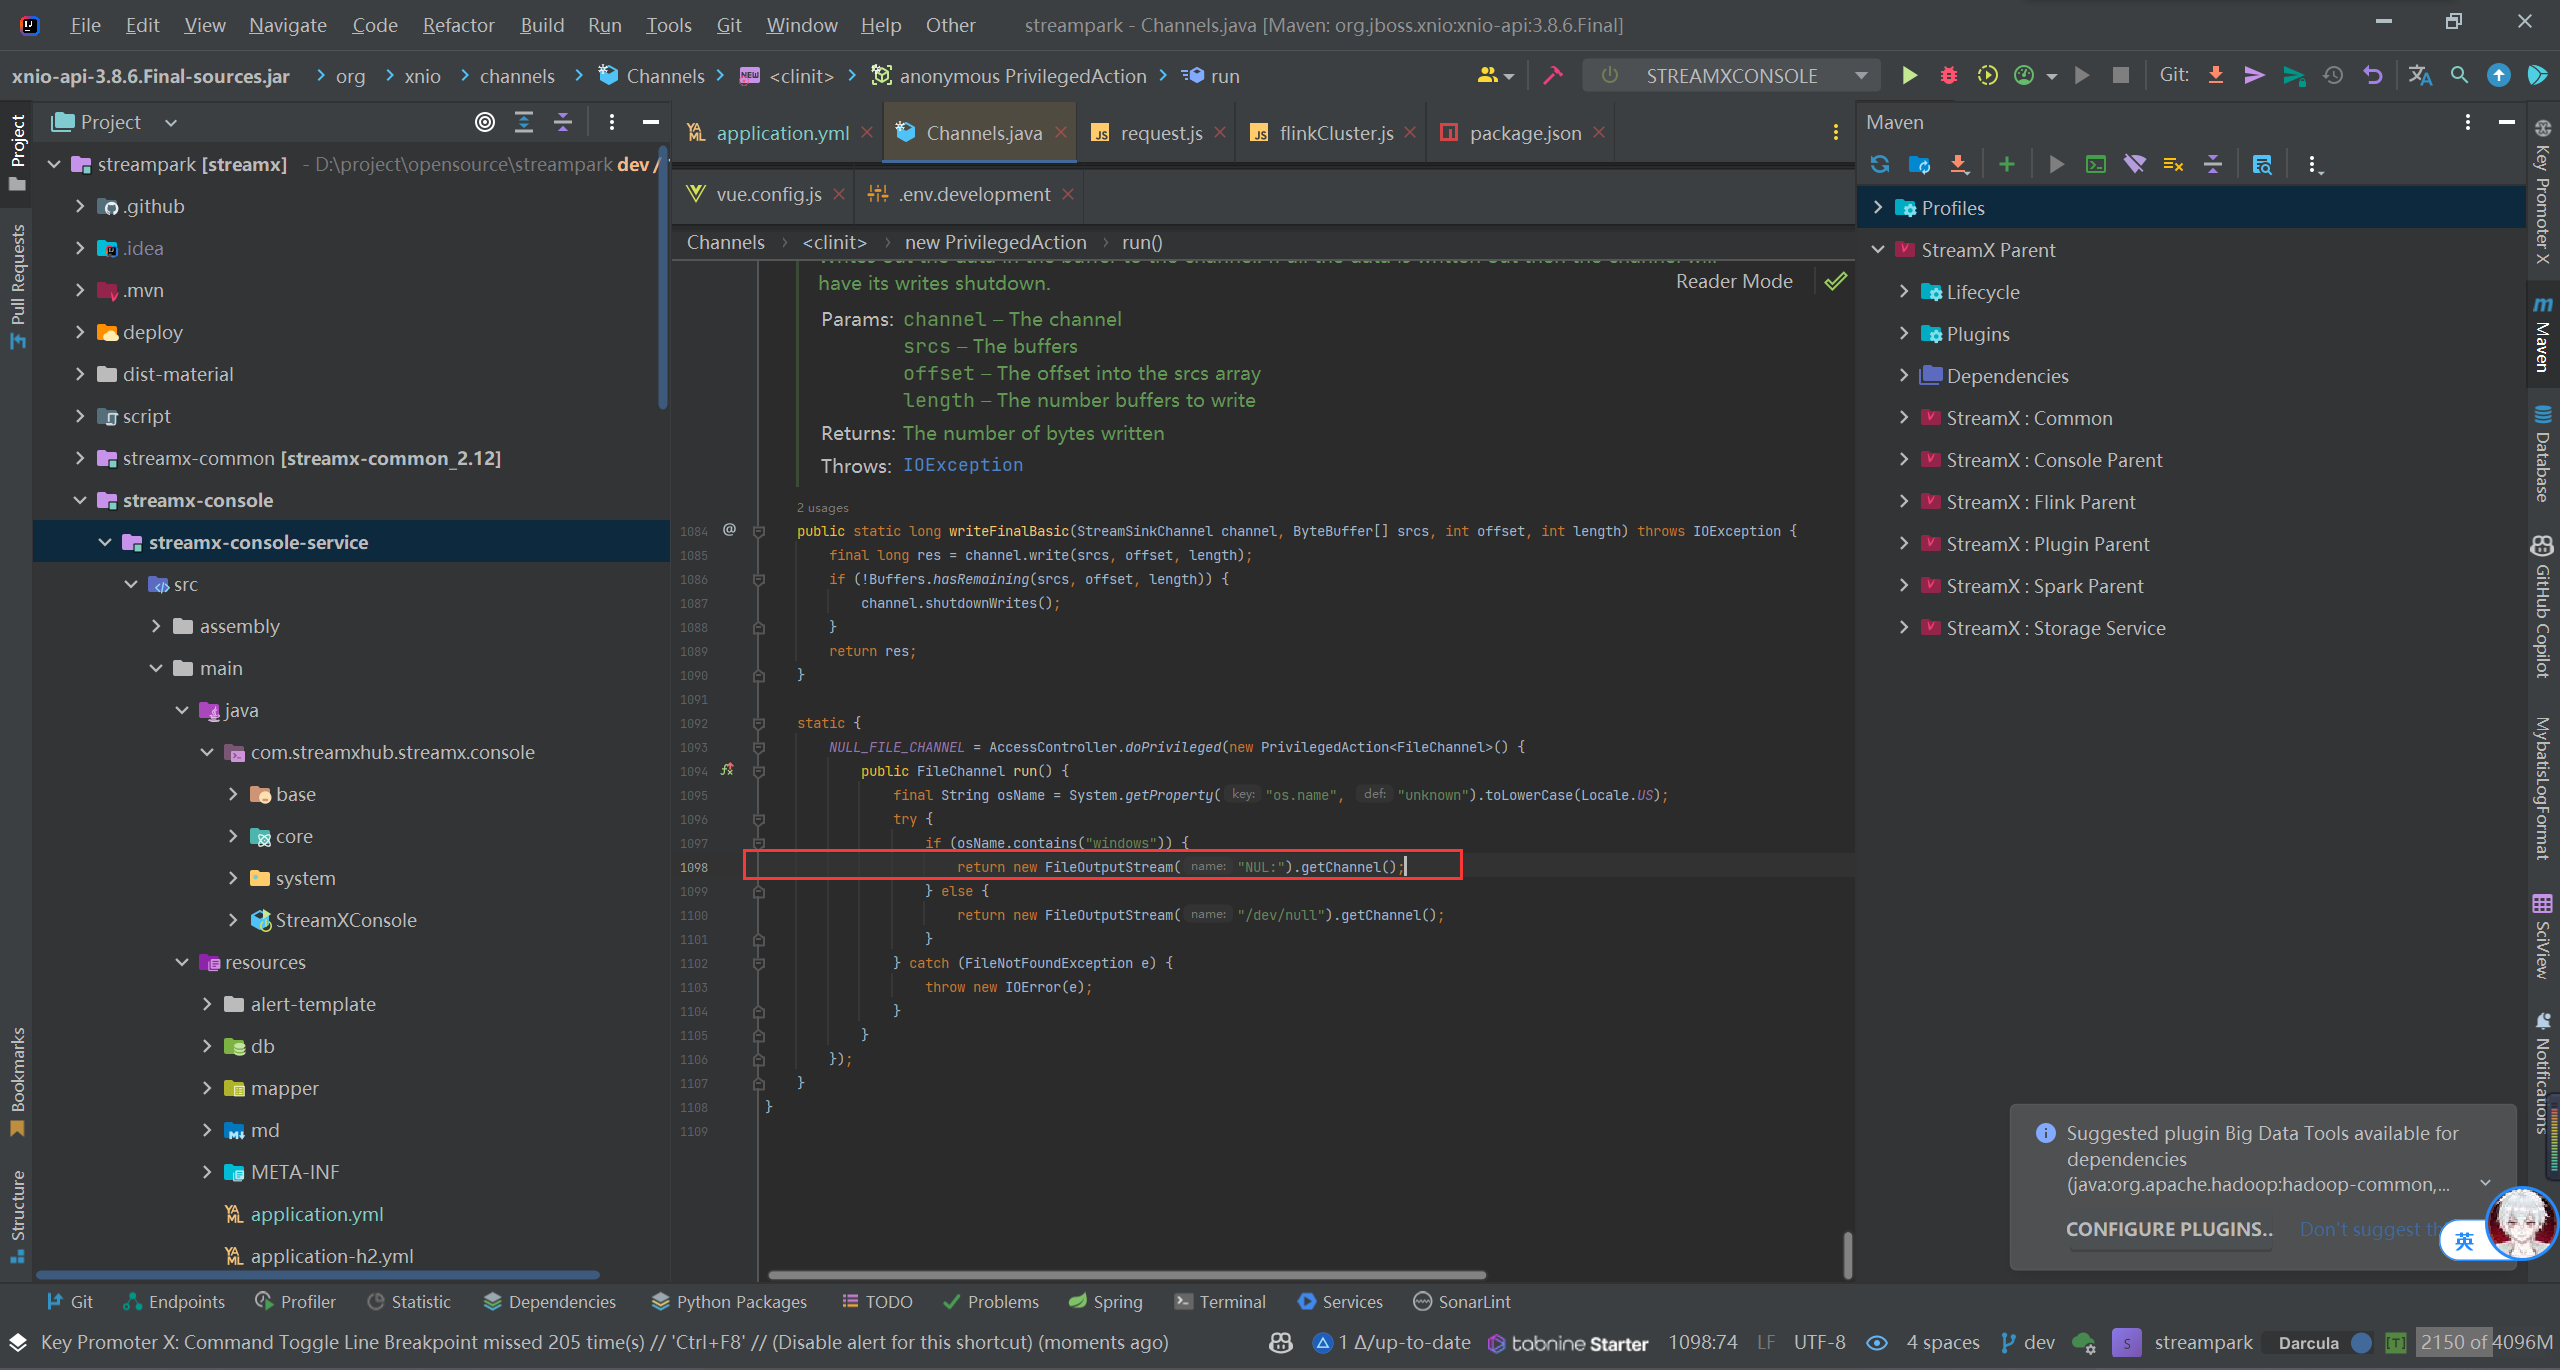 File Edit View Navigate Code Refactor Build Run Tools Git Window Help Other streampark - Channels.java [Maven: org.jboss.xnio:xnio-api:3.8.6.Final]
xnio-api-3.8.6.Final-sources.jar org xnio channels Channels <clinit> anonymous PrivilegedAction run STREAMXCONSOLE Git:
Project
streampark [streamx] - D:\project\opensource\streampark dev /
.github
.idea
.mvn
deploy
dist-material
script
streamx-common [streamx-common_2.12]
streamx-console
streamx-console-service
src
assembly
main
java
com.streamxhub.streamx.console
base
core
system
StreamXConsole
resources
alert-template
db
mapper
md
META-INF
application.yml
application-h2.yml
Project
Pull Requests
Bookmarks
Structure
application.yml Channels.java request.js flinkCluster.js package.json
vue.config.js .env.development
Channels <clinit> new PrivilegedAction run()
have its writes shutdown.
Reader Mode
Params: channel – The channel
srcs – The buffers
offset – The offset into the srcs array
length – The number buffers to write
Returns: The number of bytes written
Throws: IOException
2 usages
1084 @ public static long writeFinalBasic(StreamSinkChannel channel, ByteBuffer[] srcs, int offset, int length) throws IOException {
1085 final long res = channel.write(srcs, offset, length);
1086 if (!Buffers.hasRemaining(srcs, offset, length)) {
1087 channel.shutdownWrites();
1088 }
1089 return res;
1090 }
1091
1092 static {
1093 NULL_FILE_CHANNEL = AccessController.doPrivileged(new PrivilegedAction<FileChannel>() {
1094 public FileChannel run() {
1095 final String osName = System.getProperty( key: "os.name", def: "unknown").toLowerCase(Locale.US);
1096 try {
1097 if (osName.contains("windows")) {
1098 return new FileOutputStream( name: "NUL:").getChannel();
1099 } else {
1100 return new FileOutputStream( name: "/dev/null").getChannel();
1101 }
1102 } catch (FileNotFoundException e) {
1103 throw new IOError(e);
1104 }
1105 }
1106 });
1107 }
1108 }
1109
Maven
Profiles
StreamX Parent
Lifecycle
Plugins
Dependencies
StreamX : Common
StreamX : Console Parent
StreamX : Flink Parent
StreamX : Plugin Parent
StreamX : Spark Parent
StreamX : Storage Service
Key Promoter X
Maven
Database
GitHub Copilot
MybatisLogFormat
SciView
Notifications
Suggested plugin Big Data Tools available for
dependencies
(java:org.apache.hadoop:hadoop-common,...
CONFIGURE PLUGINS.. Don't suggest
英
Git Endpoints Profiler Statistic Dependencies Python Packages TODO Problems Spring Terminal Services SonarLint
Key Promoter X: Command Toggle Line Breakpoint missed 205 time(s) // 'Ctrl+F8' // (Disable alert for this shortcut) (moments ago) 1 Δ/up-to-date tabnine Starter 1098:74 LF UTF-8 4 spaces dev S streampark Darcula [T] 2150 of 4096M